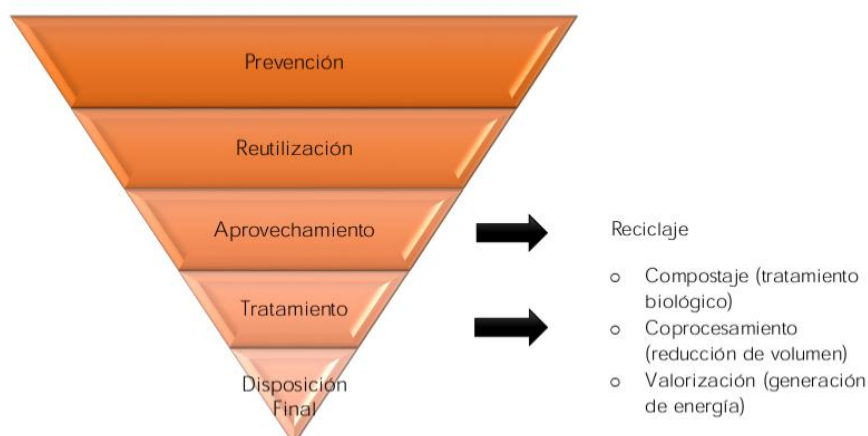 Prevención
Reutilización
Aprovechamiento
Reciclaje
Tratamiento
o Compostaje (tratamiento
biológico)
o Coprocesamiento
(reducción de volumen)
o Valorización (generación
de energía)
Disposición
Final